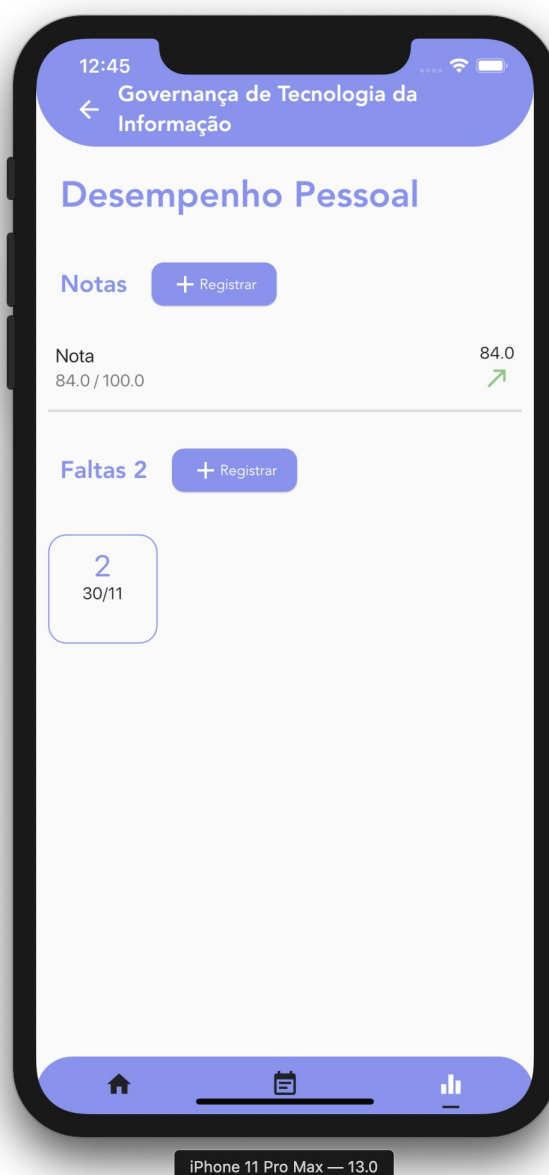 12:45
Governança de Tecnologia da
Informação
Desempenho Pessoal
Notas
+ Registrar
Nota
84.0
84.0 / 100.0
Faltas 2
+ Registrar
2
30/11
iPhone 11 Pro Max — 13.0